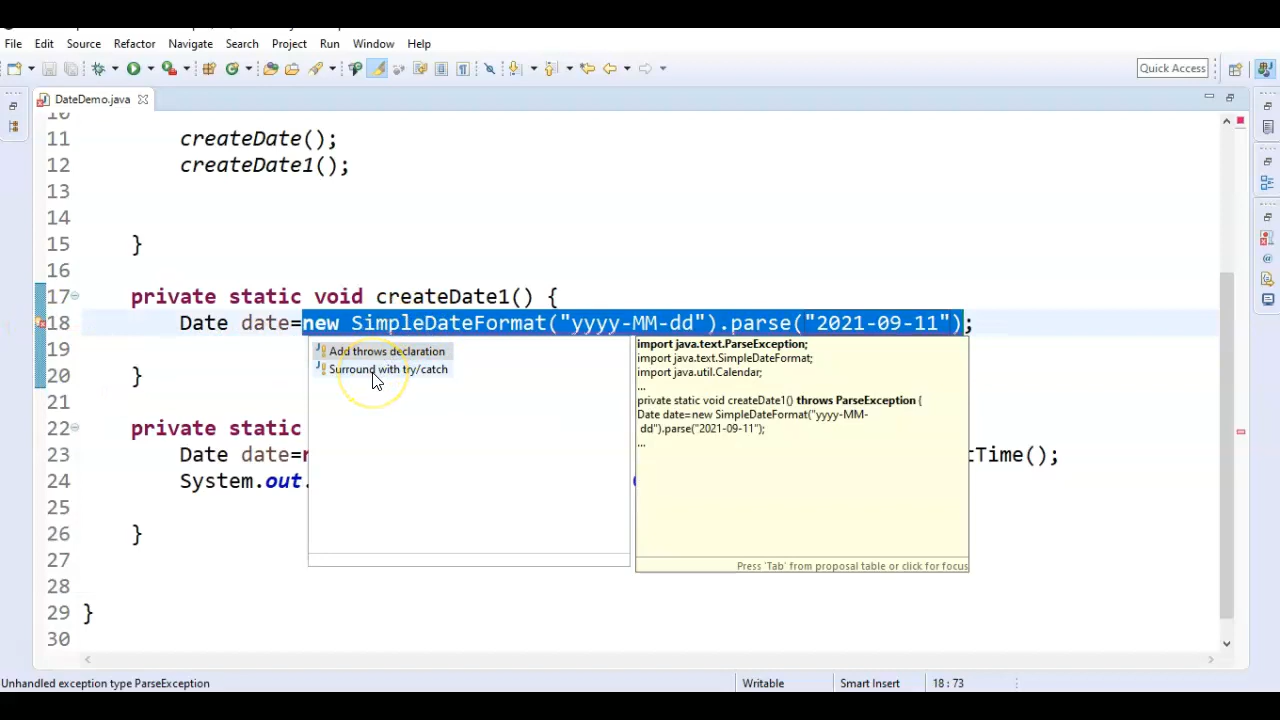 File Edit Source Refactor Navigate Search Project Run Window Help
Quick Access
DateDemo.java
10
11 createDate();
12 createDate1();
13
14
15 }
16
17 private static void createDate1() {
18 Date date=new SimpleDateFormat("yyyy-MM-dd").parse("2021-09-11");
19
20 }
21
22 private static
23 Date date= tTime();
24 System.out.
25
26 }
27
28
29 }
30
Add throws declaration
Surround with try/catch
import java.text.ParseException;
import java.text.SimpleDateFormat;
import java.util.Calendar;
...
private static void createDate1() throws ParseException {
Date date=new SimpleDateFormat("yyyy-MM-
dd").parse("2021-09-11");
...
Press 'Tab' from proposal table or click for focus
Unhandled exception type ParseException Writable Smart Insert 18 : 73